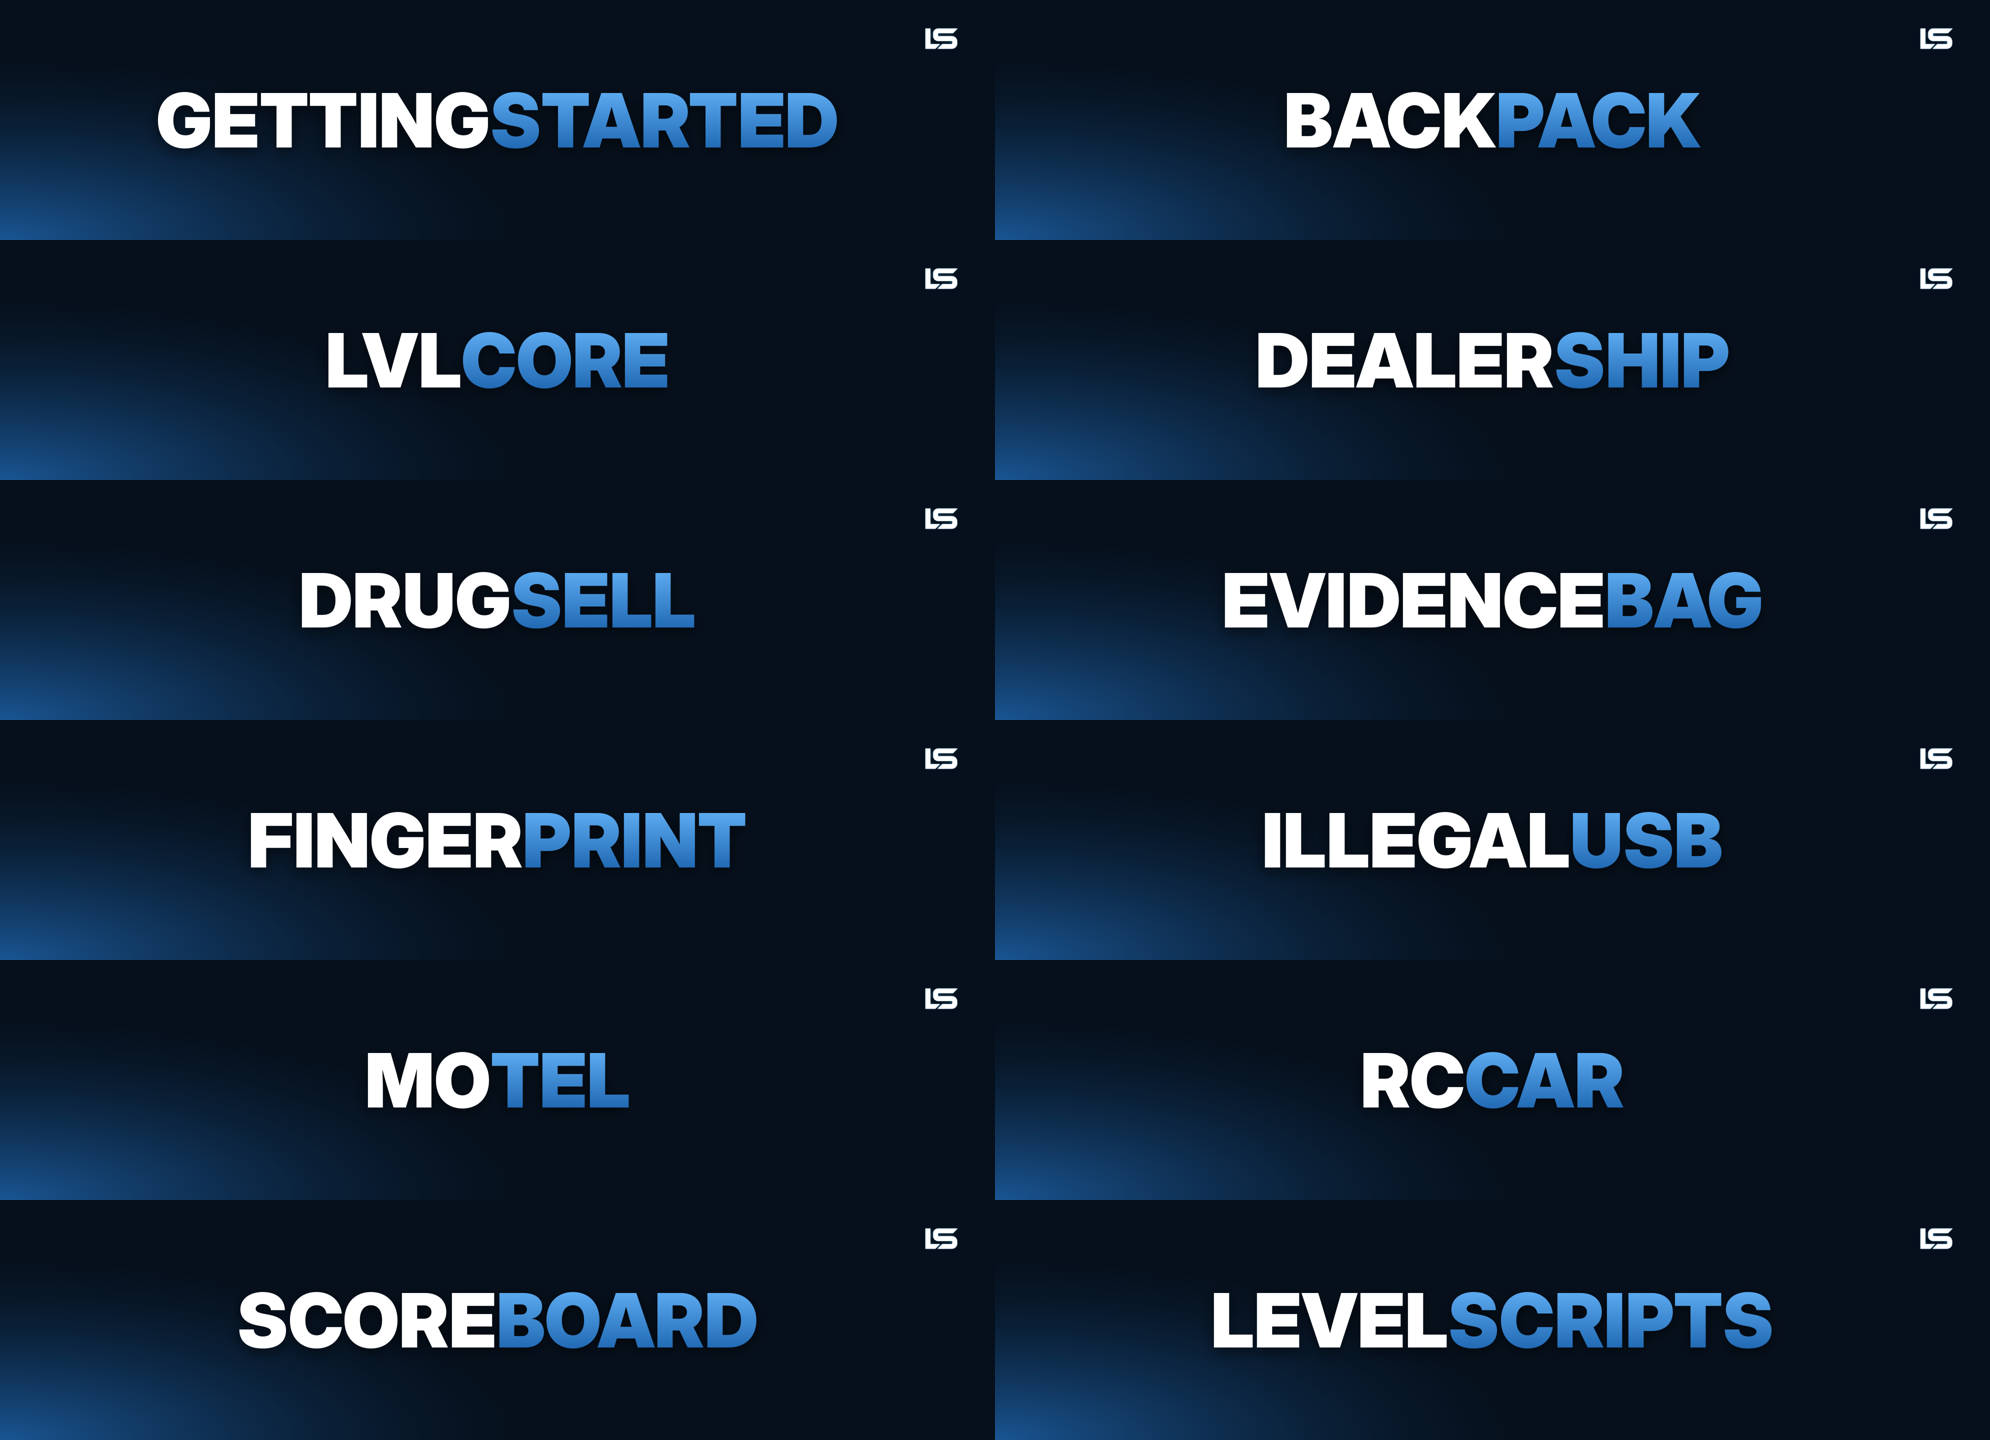 LS LS
GETTINGSTARTED BACKPACK
LS LS
LVLCORE DEALERSHIP
LS LS
DRUGSELL EVIDENCEBAG
LS LS
FINGERPRINT ILLEGALUSB
LS LS
MOTEL RCCAR
LS LS
SCOREBOARD LEVELSCRIPTS